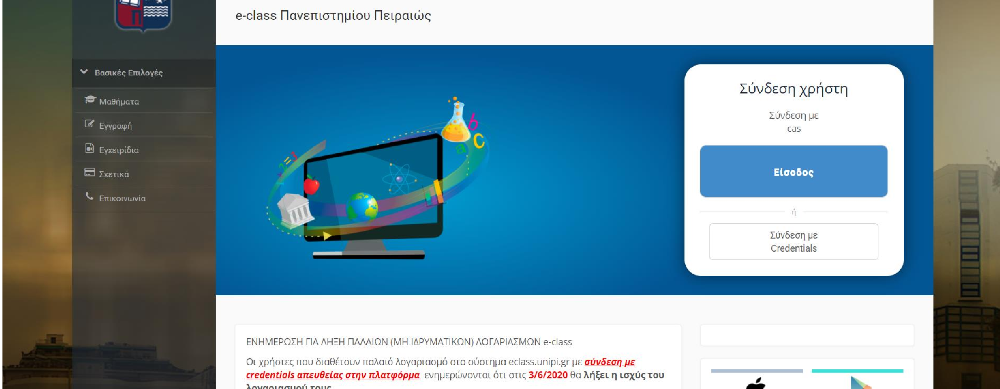 e-class Πανεπιστημίου Πειραιώς
Βασικές Επιλογές
Μαθήματα
Εγγραφή
Εγχειρίδια
Σχετικά
Επικοινωνία
2=1
b
c
a
Σύνδεση χρήστη
Σύνδεση με
cas
Είσοδος
ή
Σύνδεση με
Credentials
ΕΝΗΜΕΡΩΣΗ ΓΙΑ ΛΗΞΗ ΠΑΛΑΙΩΝ (ΜΗ ΙΔΡΥΜΑΤΙΚΩΝ) ΛΟΓΑΡΙΑΣΜΩΝ e-class
Οι χρήστες που διαθέτουν παλαιό λογαριασμό στο σύστημα eclass.unipi.gr με σύνδεση με
credentials απευθείας στην πλατφόρμα ενημερώνονται ότι στις 3/6/2020 θα λήξει η ισχύς του
λογαριασμού τους